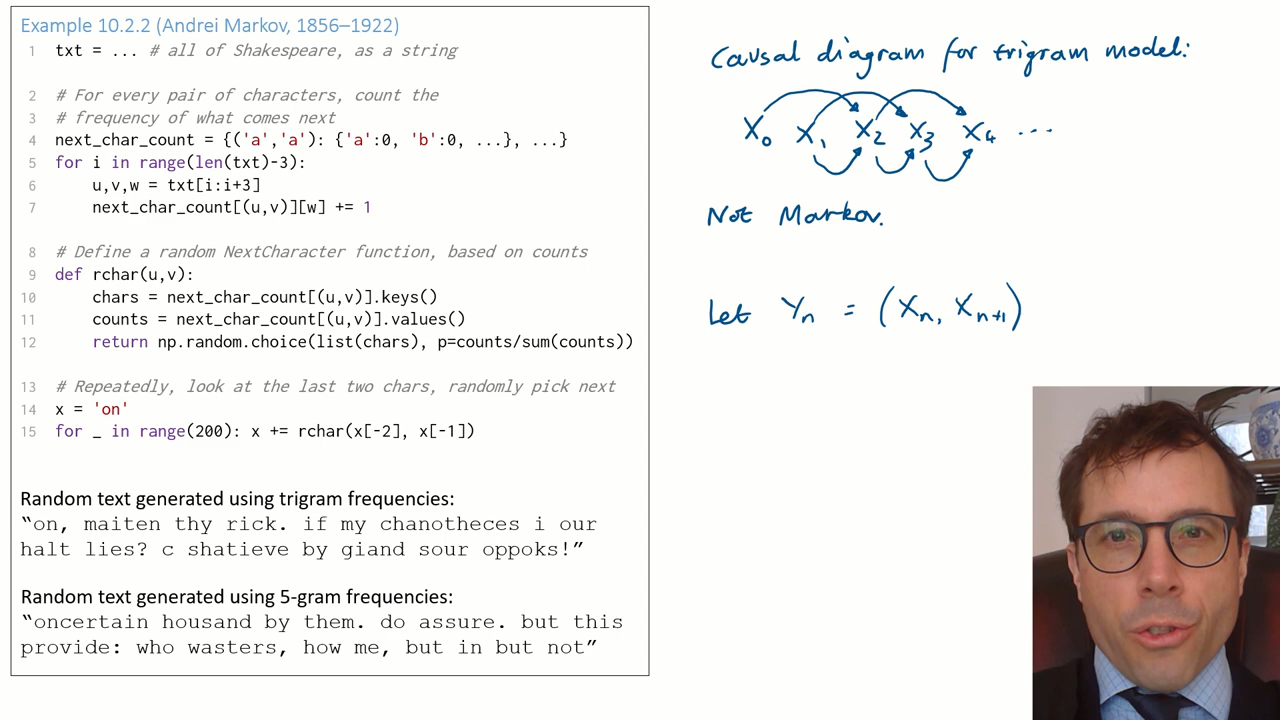 Example 10.2.2 (Andrei Markov, 1856–1922)
1 txt = ... # all of Shakespeare, as a string
2 # For every pair of characters, count the
3 # frequency of what comes next
4 next_char_count = {('a','a'): {'a':0, 'b':0, ...}, ...}
5 for i in range(len(txt)-3):
6 u,v,w = txt[i:i+3]
7 next_char_count[(u,v)][w] += 1
8 # Define a random NextCharacter function, based on counts
9 def rchar(u,v):
10 chars = next_char_count[(u,v)].keys()
11 counts = next_char_count[(u,v)].values()
12 return np.random.choice(list(chars), p=counts/sum(counts))
13 # Repeatedly, look at the last two chars, randomly pick next
14 x = 'on'
15 for _ in range(200): x += rchar(x[-2], x[-1])
Random text generated using trigram frequencies:
“on, maiten thy rick. if my chanotheces i our
halt lies? c shatieve by giand sour oppoks!”
Random text generated using 5-gram frequencies:
“oncertain housand by them. do assure. but this
provide: who wasters, how me, but in but not”
Causal diagram for trigram model:
X₀ X₁ X₂ X₃ X₄ ...
Not Markov.
Let Yₙ = (Xₙ, Xₙ₊₁)